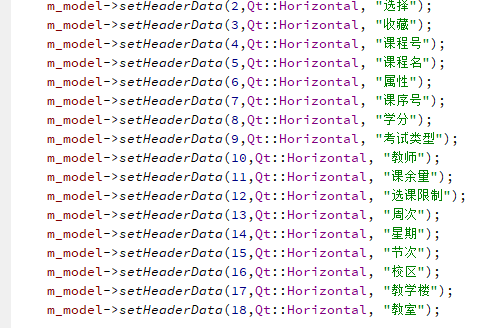 m_model->setHeaderData(2,Qt::Horizontal, "选择");
m_model->setHeaderData(3,Qt::Horizontal, "收藏");
m_model->setHeaderData(4,Qt::Horizontal, "课程号");
m_model->setHeaderData(5,Qt::Horizontal, "课程名");
m_model->setHeaderData(6,Qt::Horizontal, "属性");
m_model->setHeaderData(7,Qt::Horizontal, "课序号");
m_model->setHeaderData(8,Qt::Horizontal, "学分");
m_model->setHeaderData(9,Qt::Horizontal, "考试类型");
m_model->setHeaderData(10,Qt::Horizontal, "教师");
m_model->setHeaderData(11,Qt::Horizontal, "课余量");
m_model->setHeaderData(12,Qt::Horizontal, "选课限制");
m_model->setHeaderData(13,Qt::Horizontal, "周次");
m_model->setHeaderData(14,Qt::Horizontal, "星期");
m_model->setHeaderData(15,Qt::Horizontal, "节次");
m_model->setHeaderData(16,Qt::Horizontal, "校区");
m_model->setHeaderData(17,Qt::Horizontal, "教学楼");
m_model->setHeaderData(18,Qt::Horizontal, "教室");